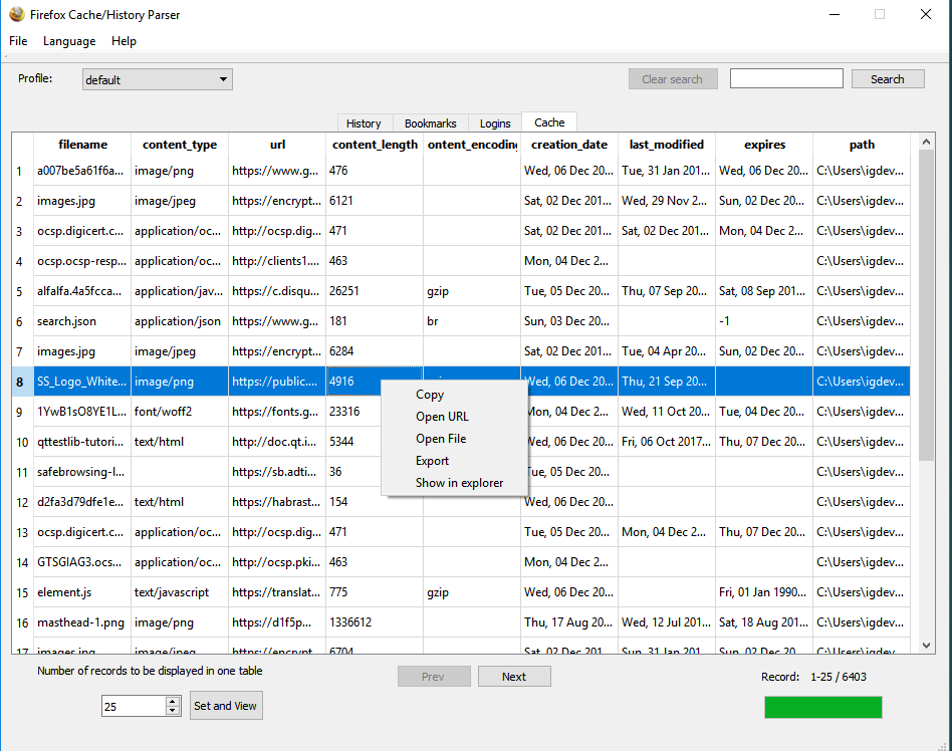 Firefox Cache/History Parser
File Language Help
Profile: default Clear search Search
History Bookmarks Logins Cache
filename content_type url content_length ontent_encoding creation_date last_modified expires path
1 a007be5a61f6a... image/png https://www.g... 476 Wed, 06 Dec 20... Tue, 31 Jan 201... Wed, 06 Dec 20... C:\Users\igdev...
2 images.jpg image/jpeg https://encrypt... 6121 Sat, 02 Dec 201... Wed, 29 Nov 2... Sun, 02 Dec 20... C:\Users\igdev...
3 ocsp.digicert.c... application/oc... http://ocsp.dig... 471 Sat, 02 Dec 201... Sat, 02 Dec 201... Mon, 04 Dec 2... C:\Users\igdev...
4 ocsp.ocsp-resp... application/oc... http://clients1.... 463 Mon, 04 Dec 2... C:\Users\igdev...
5 alfalfa.4a5fcca... application/jav... https://c.disqu... 26251 gzip Tue, 05 Dec 20... Thu, 07 Sep 20... Sat, 08 Sep 201... C:\Users\igdev...
6 search.json application/json https://www.g... 181 br Sun, 03 Dec 20... -1 C:\Users\igdev...
7 images.jpg image/jpeg https://encrypt... 6284 Sat, 02 Dec 201... Tue, 04 Apr 20... Sun, 02 Dec 20... C:\Users\igdev...
8 SS_Logo_White... image/png https://public.... 4916 Wed, 06 Dec 20... Thu, 21 Sep 20... C:\Users\igdev...
9 1YwB1sO8YE1L... font/woff2 https://fonts.g... 23316 Mon, 04 Dec 2... Wed, 11 Oct 20... Tue, 04 Dec 20... C:\Users\igdev...
10 qttestlib-tutori... text/html http://doc.qt.i... 5344 Wed, 06 Dec 20... Fri, 06 Oct 2017... Thu, 07 Dec 20... C:\Users\igdev...
11 safebrowsing-l... https://sb.adti... 36 Tue, 05 Dec 20... C:\Users\igdev...
12 d2fa3d79dfe1e... text/html https://habrast... 154 Wed, 06 Dec 20... C:\Users\igdev...
13 ocsp.digicert.c... application/oc... http://ocsp.dig... 471 Tue, 05 Dec 20... Mon, 04 Dec 2... Thu, 07 Dec 20... C:\Users\igdev...
14 GTSGIAG3.ocs... application/oc... http://ocsp.pki... 463 Mon, 04 Dec 2... C:\Users\igdev...
15 element.js text/javascript https://translat... 775 gzip Wed, 06 Dec 20... Fri, 01 Jan 1990... C:\Users\igdev...
16 masthead-1.png image/png https://d1f5p... 1336612 Thu, 17 Aug 20... Wed, 12 Jul 201... Sat, 18 Aug 201... C:\Users\igdev...
17 images.jpg image/jpeg https://encrypt... 6704 Sat, 02 Dec 201... Sun, 31 Jan 201... Sun, 02 Dec 20... C:\Users\igdev...
Copy
Open URL
Open File
Export
Show in explorer
Number of records to be displayed in one table Prev Next Record: 1-25 / 6403
25 Set and View